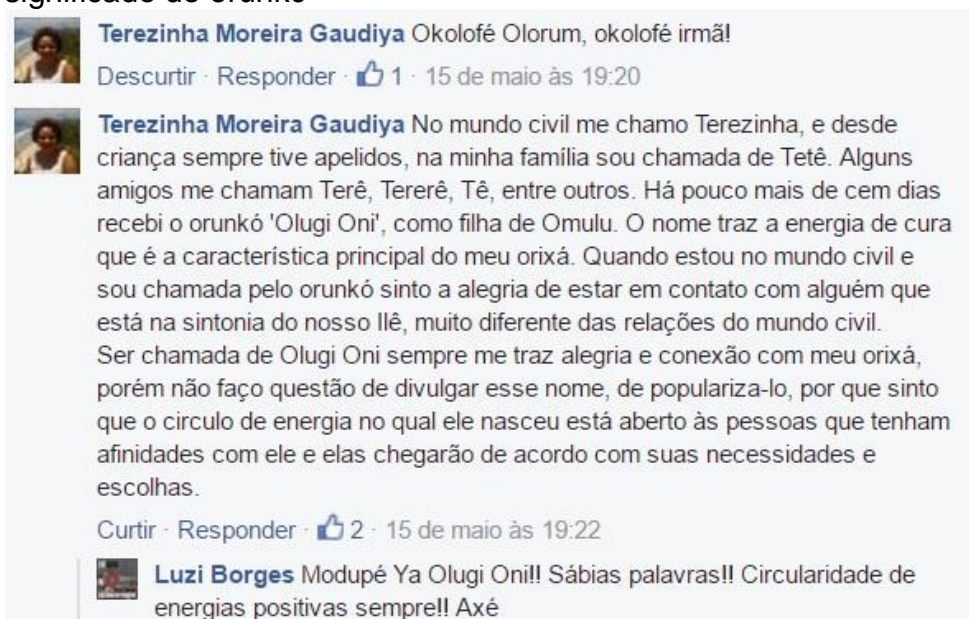 significado do orunkó
Terezinha Moreira Gaudiya Okolofé Olorum, okolofé irmã!
Descurtir · Responder · 1 · 15 de maio às 19:20
Terezinha Moreira Gaudiya No mundo civil me chamo Terezinha, e desde
criança sempre tive apelidos, na minha família sou chamada de Tetê. Alguns
amigos me chamam Terê, Tererê, Tê, entre outros. Há pouco mais de cem dias
recebi o orunkó 'Olugi Oni', como filha de Omulu. O nome traz a energia de cura
que é a característica principal do meu orixá. Quando estou no mundo civil e
sou chamada pelo orunkó sinto a alegria de estar em contato com alguém que
está na sintonia do nosso Ilê, muito diferente das relações do mundo civil.
Ser chamada de Olugi Oni sempre me traz alegria e conexão com meu orixá,
porém não faço questão de divulgar esse nome, de populariza-lo, por que sinto
que o circulo de energia no qual ele nasceu está aberto às pessoas que tenham
afinidades com ele e elas chegarão de acordo com suas necessidades e
escolhas.
Curtir · Responder · 2 · 15 de maio às 19:22
Luzi Borges Modupé Ya Olugi Oni!! Sábias palavras!! Circularidade de
energias positivas sempre!! Axé